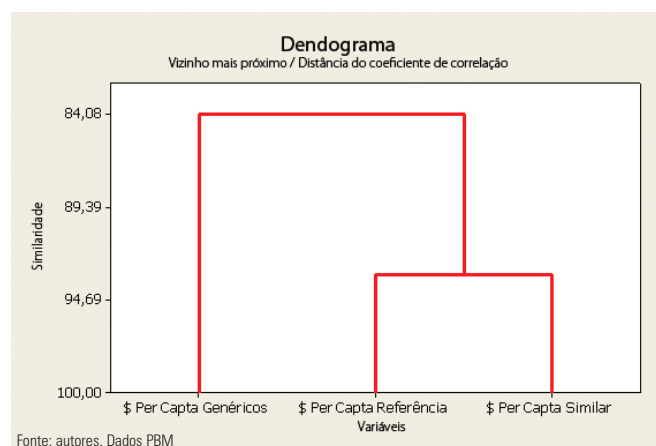 Dendograma
Vizinho mais próximo / Distância do coeficiente de correlação
84,08
89,39
94,69
100,00
Similaridade
$ Per Capta Genéricos
$ Per Capta Referência
$ Per Capta Similar
Variáveis
Fonte: autores. Dados PBM